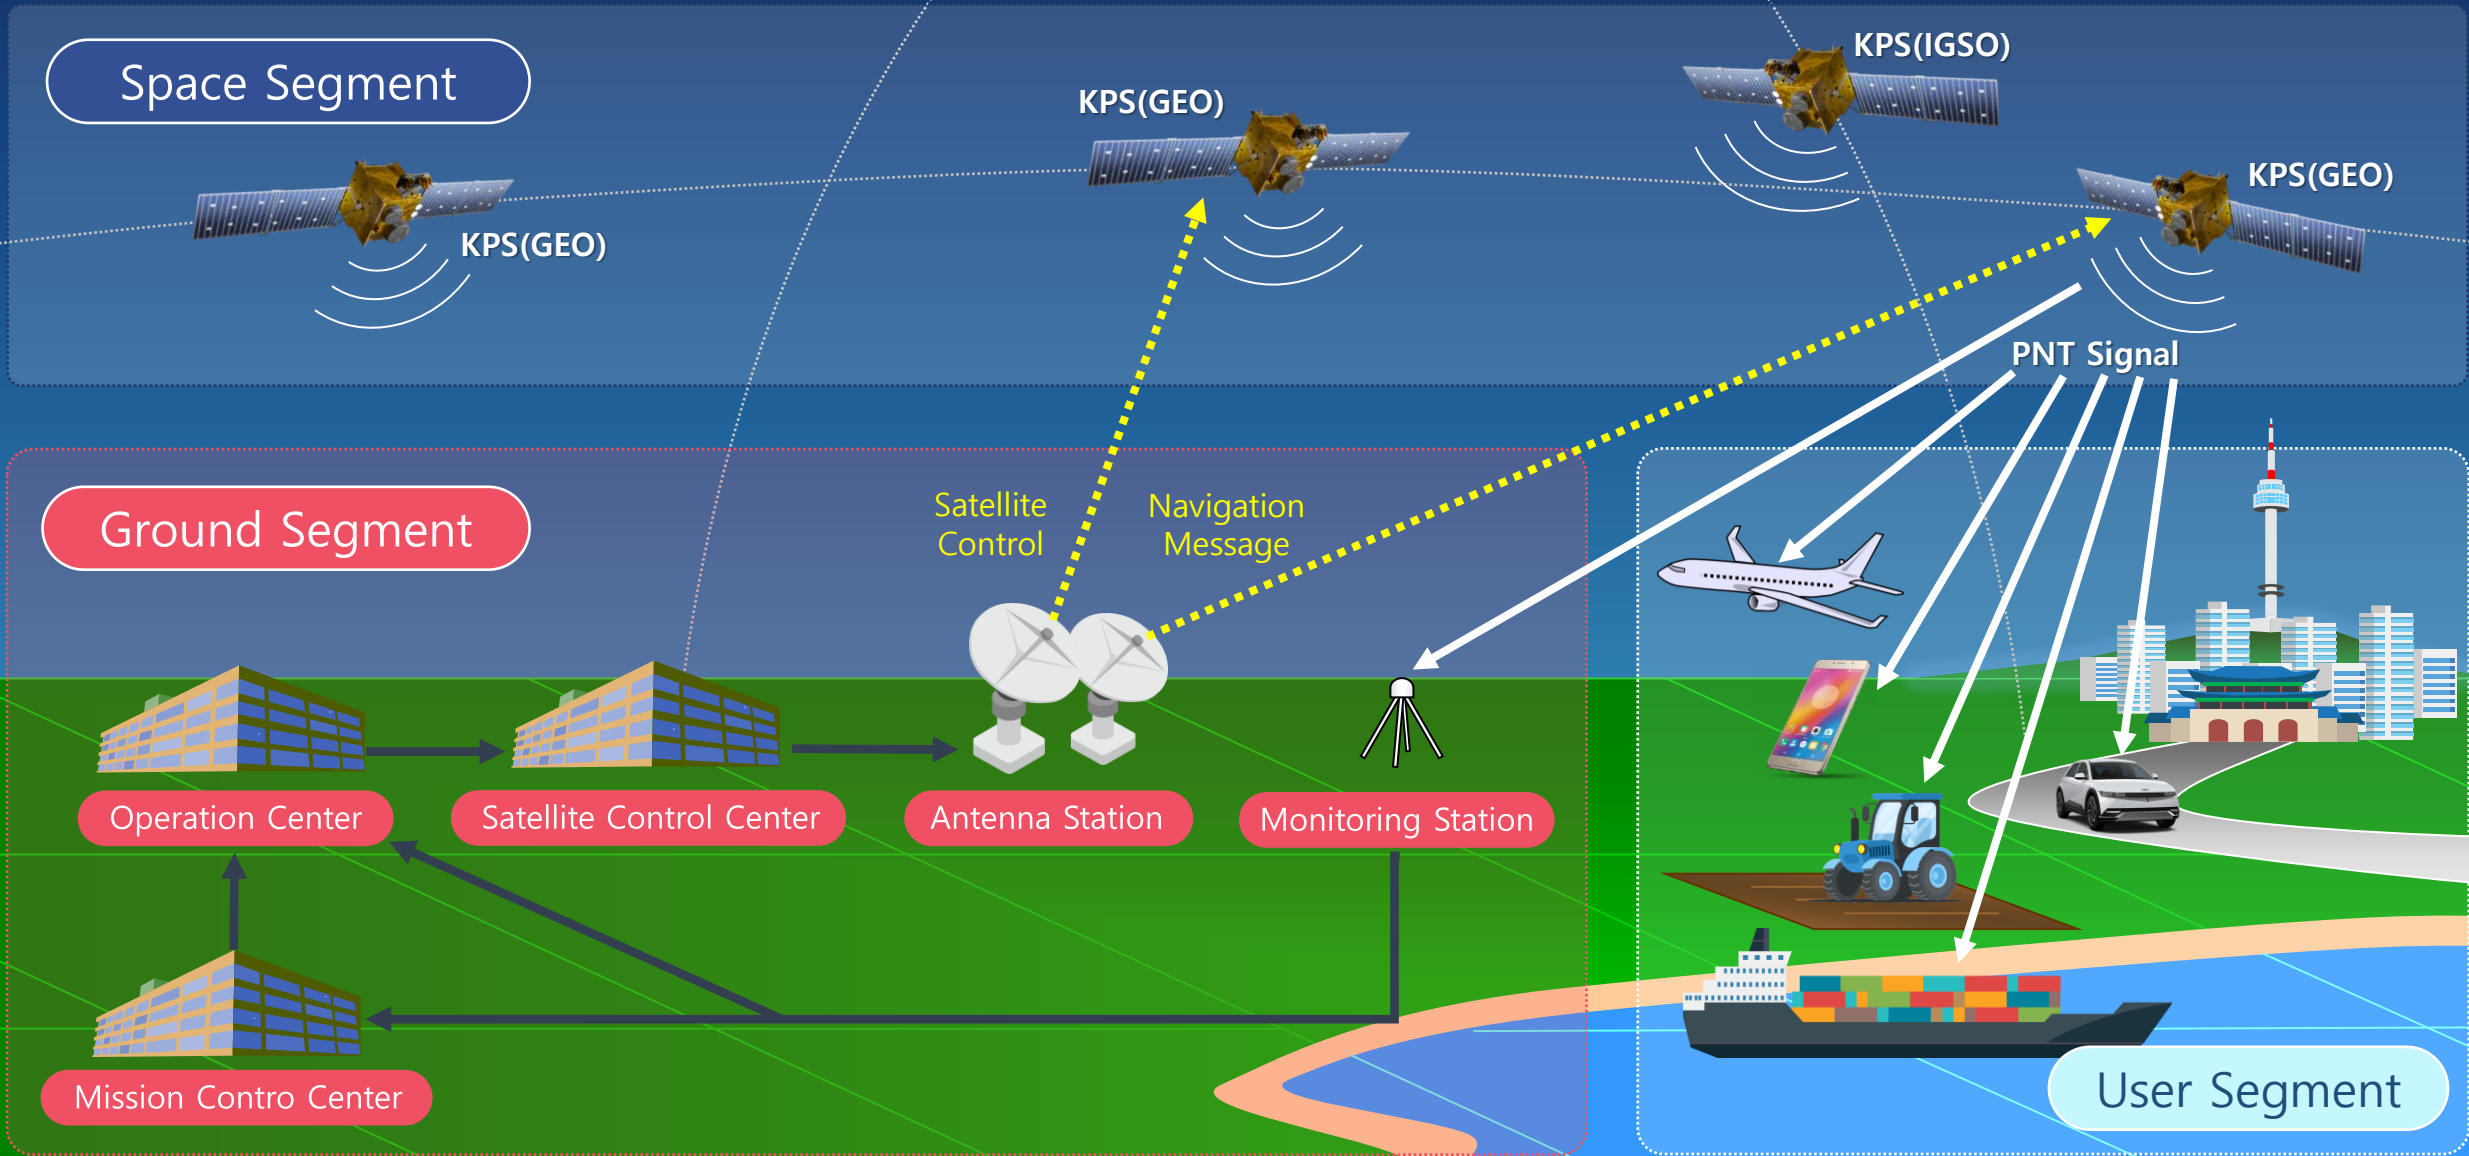 Space Segment
KPS(GEO)
KPS(GEO)
KPS(IGSO)
KPS(GEO)
PNT Signal
Ground Segment
Satellite
Control
Navigation
Message
Operation Center
Satellite Control Center
Antenna Station
Monitoring Station
Mission Contro Center
User Segment